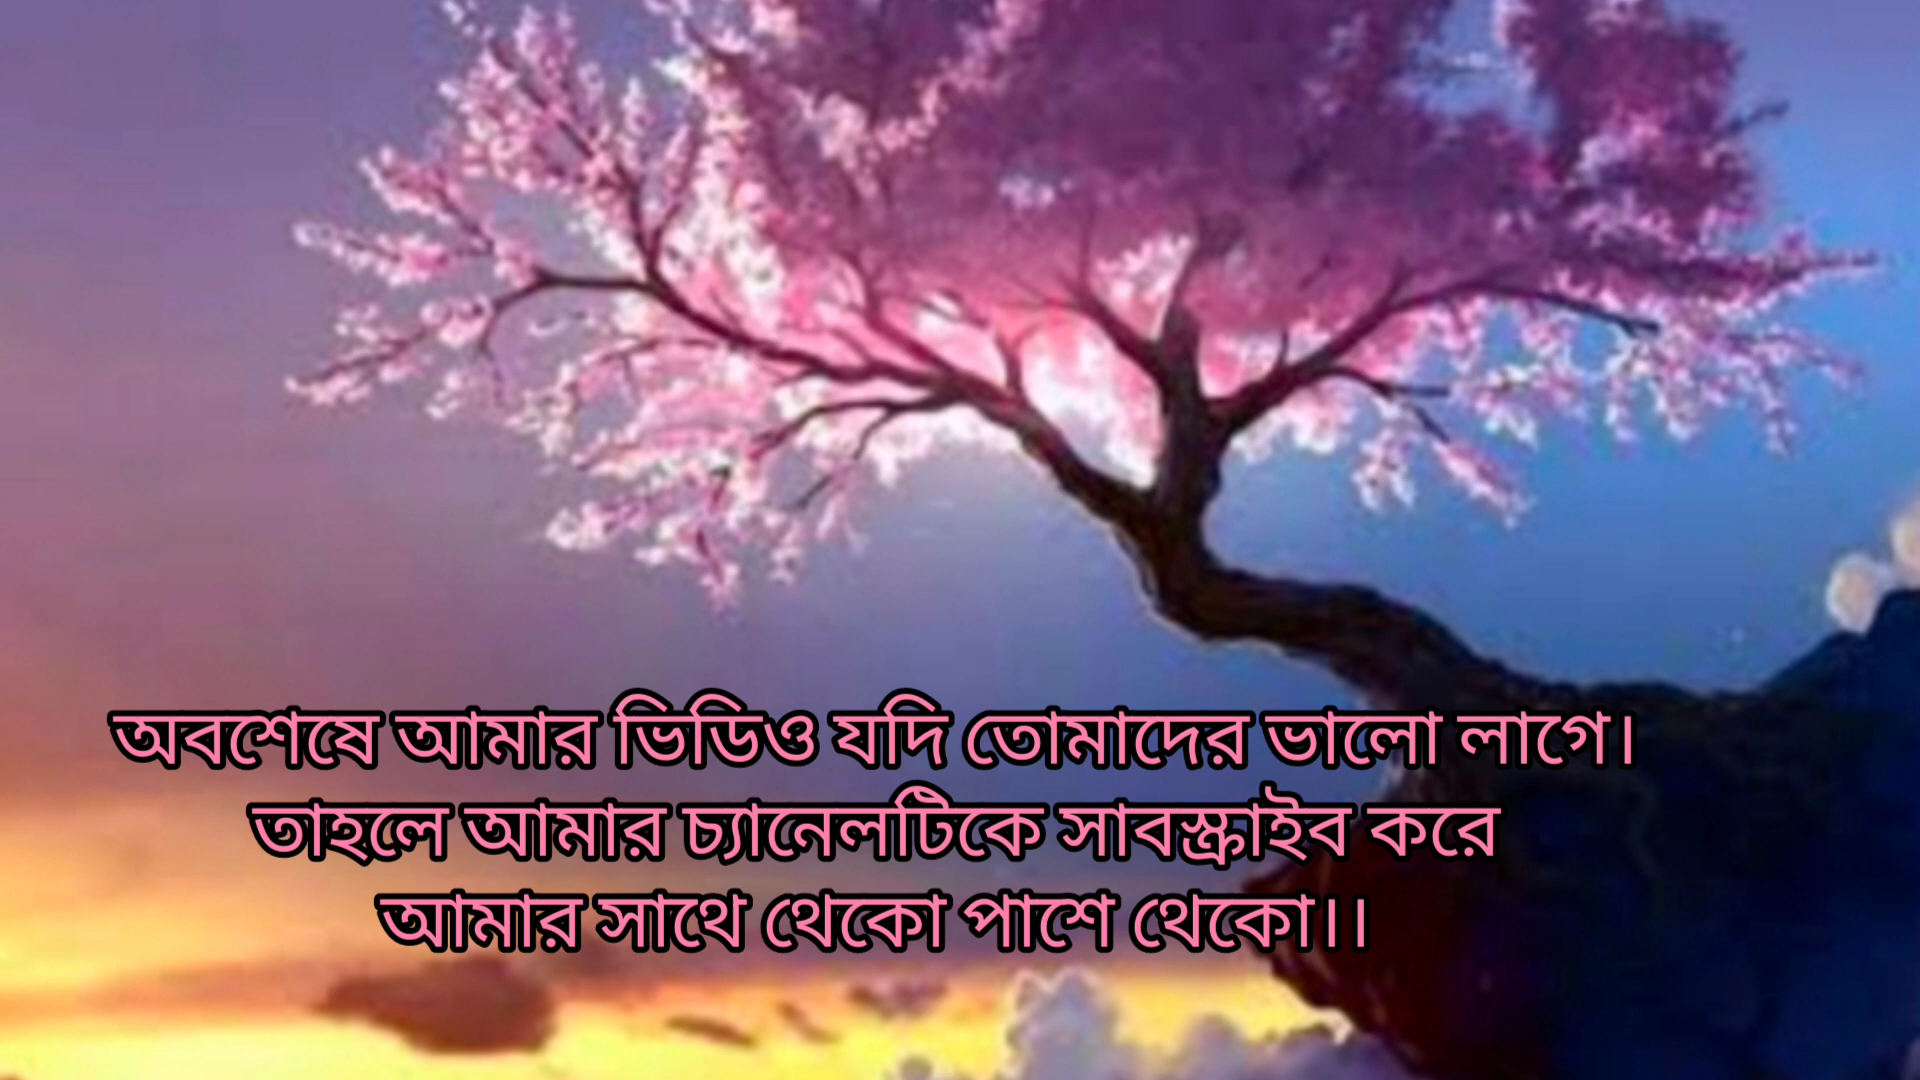 অবশেষে আমার ভিডিও যদি তোমাদের ভালো লাগে।
তাহলে আমার চ্যানেলটিকে সাবস্ক্রাইব করে
আমার সাথে থেকো পাশে থেকো।।